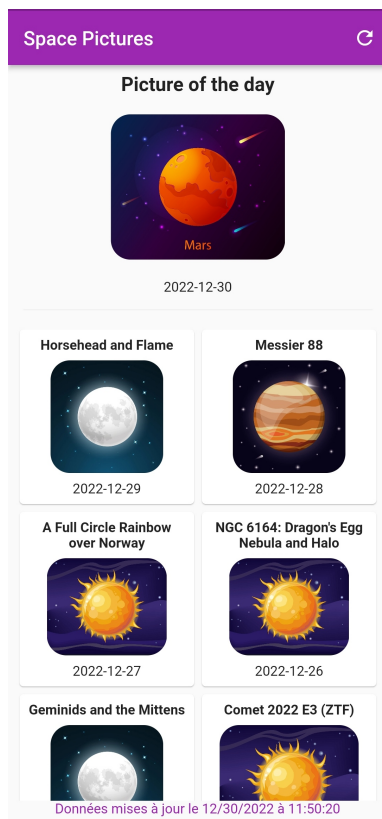 Space Pictures
Picture of the day
Mars
2022-12-30
Horsehead and Flame
2022-12-29
Messier 88
2022-12-28
A Full Circle Rainbow
over Norway
2022-12-27
NGC 6164: Dragon's Egg
Nebula and Halo
2022-12-26
Geminids and the Mittens
Comet 2022 E3 (ZTF)
Données mises à jour le 12/30/2022 à 11:50:20